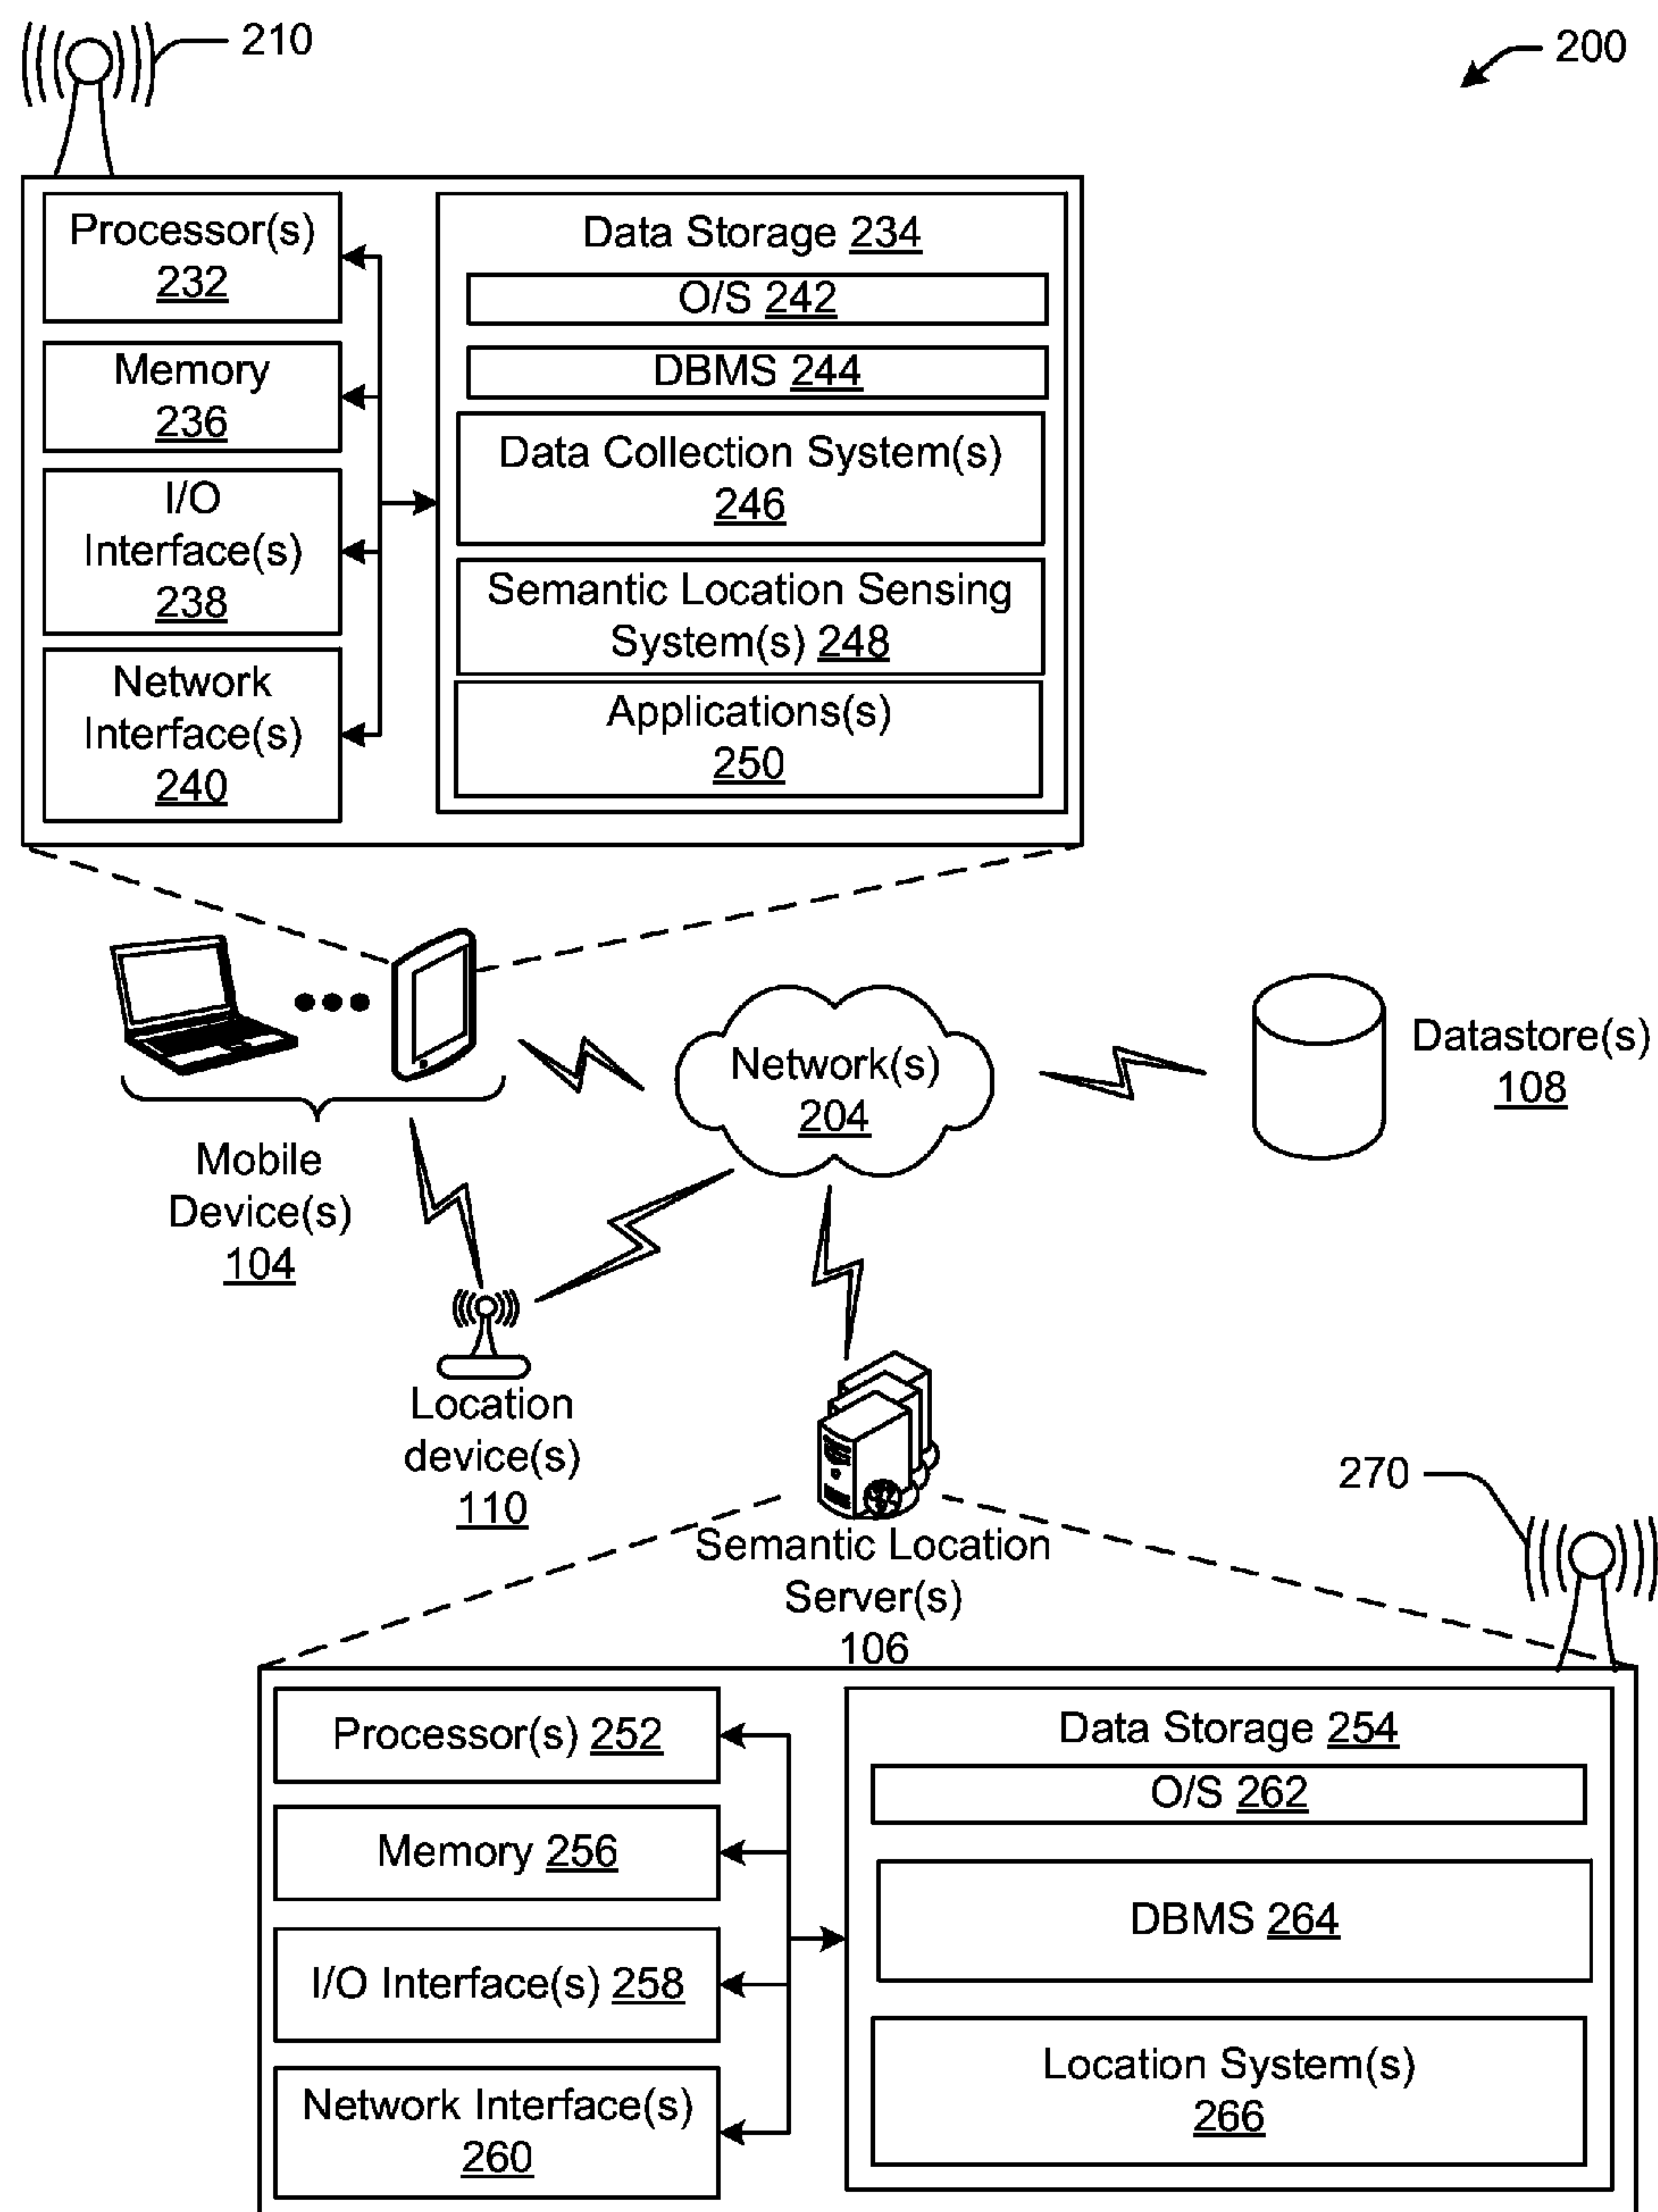 210
200
Processor(s)
232
Memory
236
I/O
Interface(s)
238
Network
Interface(s)
240
Data Storage 234
O/S 242
DBMS 244
Data Collection System(s)
246
Semantic Location Sensing
System(s) 248
Applications(s)
250
Mobile
Device(s)
104
Network(s)
204
Datastore(s)
108
Location
device(s)
110
Semantic Location
Server(s)
106
270
Processor(s) 252
Memory 256
I/O Interface(s) 258
Network Interface(s)
260
Data Storage 254
O/S 262
DBMS 264
Location System(s)
266